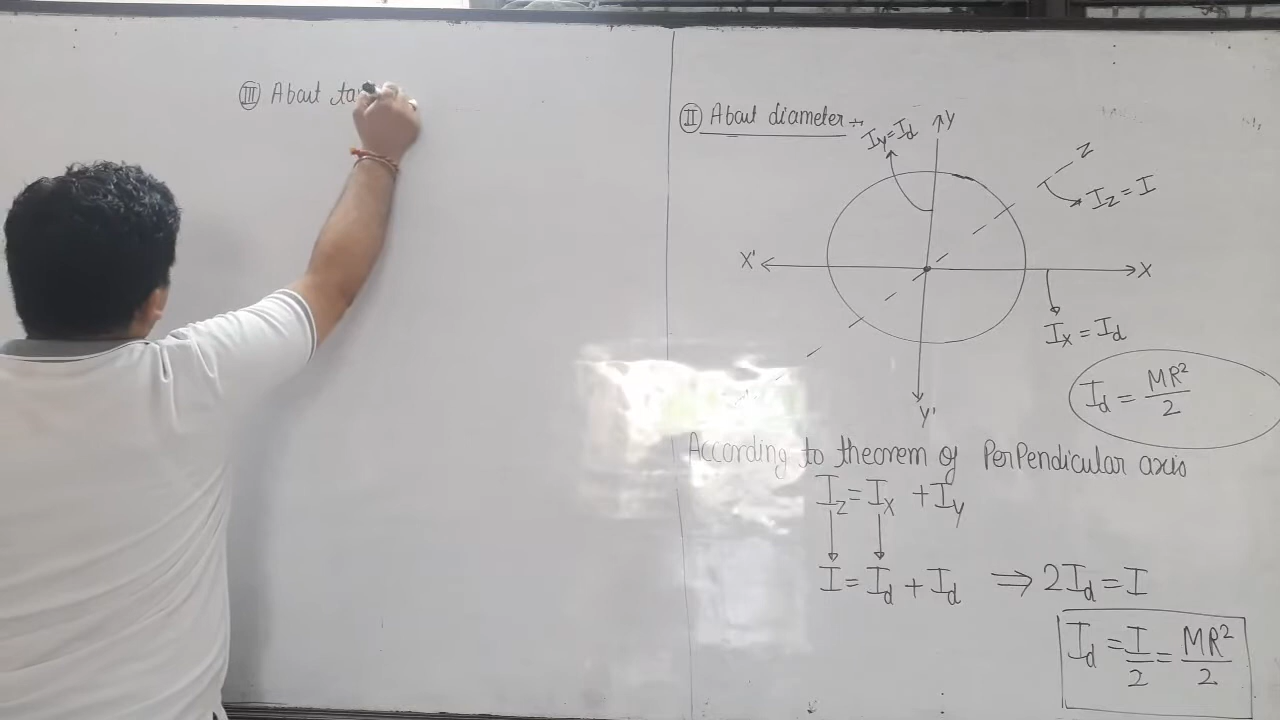 III About ta
II About diameter :-
Iy = Id
Y
Z
Iz = I
X'
X
Ix = Id
Id = MR²/2
Y'
According to theorem of Perpendicular axis
Iz = Ix + Iy
I = Id + Id ⇒ 2Id = I
Id = I/2 = MR²/2